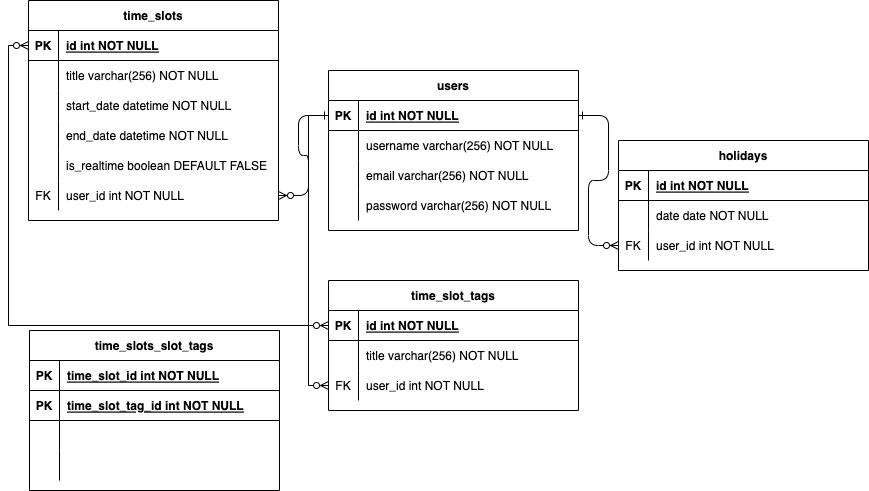 time_slots
PK id int NOT NULL
title varchar(256) NOT NULL
start_date datetime NOT NULL
end_date datetime NOT NULL
is_realtime boolean DEFAULT FALSE
FK user_id int NOT NULL
users
PK id int NOT NULL
username varchar(256) NOT NULL
email varchar(256) NOT NULL
password varchar(256) NOT NULL
holidays
PK id int NOT NULL
date date NOT NULL
FK user_id int NOT NULL
time_slot_tags
PK id int NOT NULL
title varchar(256) NOT NULL
FK user_id int NOT NULL
time_slots_slot_tags
PK time_slot_id int NOT NULL
PK time_slot_tag_id int NOT NULL